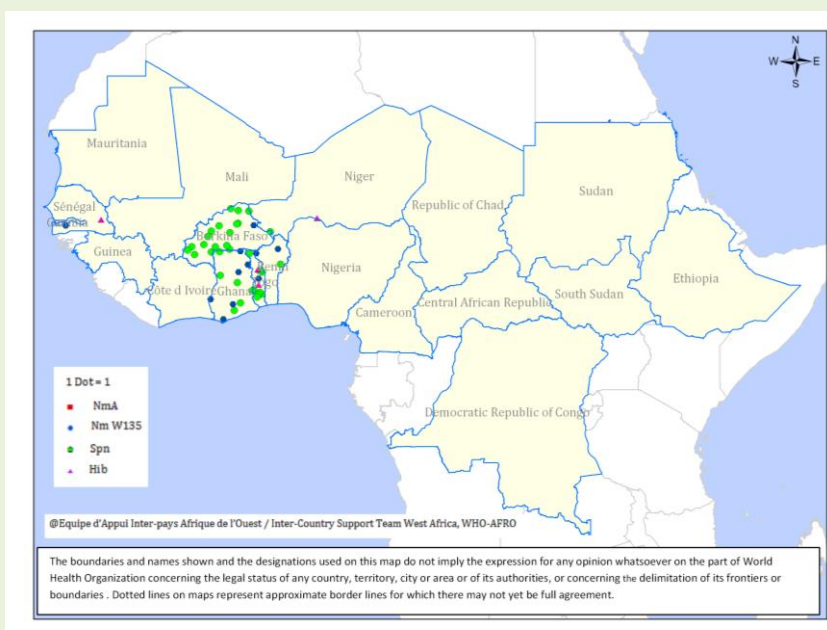 N
W E
S
Mauritania
Mali
Niger
Republic of Chad
Sudan
Sénégal
Gambia
Burkina Faso
Guinea
Nigeria
Côte d Ivoire
Ghana
Ethiopia
Central African Republic
South Sudan
Cameroon
Democratic Republic of Congo
1 Dot = 1
NmA
Nm W135
Spn
Hib
@Equipe d'Appui Inter-pays Afrique de l'Ouest / Inter-Country Support Team West Africa, WHO-AFRO
The boundaries and names shown and the designations used on this map do not imply the expression for any opinion whatsoever on the part of World
Health Organization concerning the legal status of any country, territory, city or area or of its authorities, or concerning the delimitation of its frontiers or
boundaries . Dotted lines on maps represent approximate border lines for which there may not yet be full agreement.